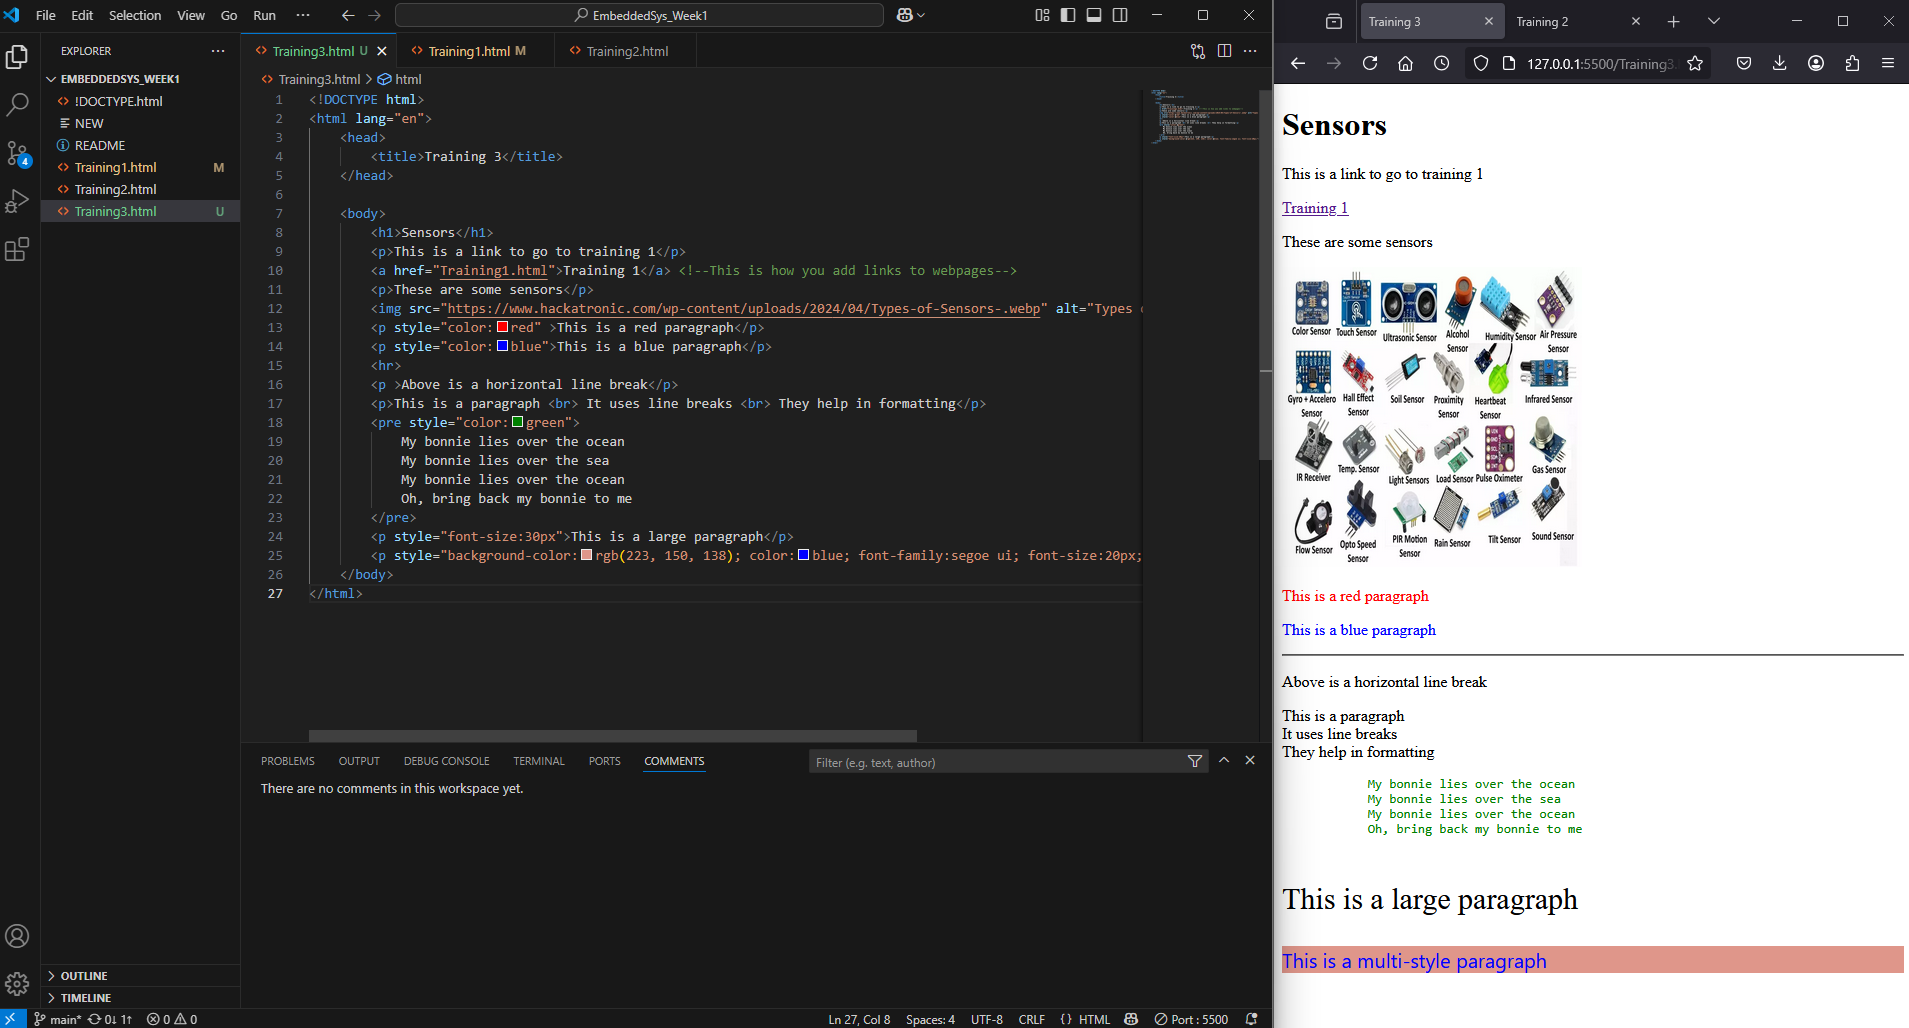 File Edit Selection View Go Run ··· EmbeddedSys_Week1
EXPLORER ···
EMBEDDEDSYS_WEEK1
!DOCTYPE.html
NEW
README
Training1.html M
Training2.html
Training3.html U
4
OUTLINE
TIMELINE
Training3.html U Training1.html M Training2.html
Training3.html > html
1 <!DOCTYPE html>
2 <html lang="en">
3 <head>
4 <title>Training 3</title>
5 </head>
6
7 <body>
8 <h1>Sensors</h1>
9 <p>This is a link to go to training 1</p>
10 <a href="Training1.html">Training 1</a> <!--This is how you add links to webpages-->
11 <p>These are some sensors</p>
12 <img src="https://www.hackatronic.com/wp-content/uploads/2024/04/Types-of-Sensors-.webp" alt="Types
13 <p style="color:red" >This is a red paragraph</p>
14 <p style="color:blue">This is a blue paragraph</p>
15 <hr>
16 <p >Above is a horizontal line break</p>
17 <p>This is a paragraph <br> It uses line breaks <br> They help in formatting</p>
18 <pre style="color:green">
19 My bonnie lies over the ocean
20 My bonnie lies over the sea
21 My bonnie lies over the ocean
22 Oh, bring back my bonnie to me
23 </pre>
24 <p style="font-size:30px">This is a large paragraph</p>
25 <p style="background-color:rgb(223, 150, 138); color:blue; font-family:segoe ui; font-size:20px;
26 </body>
27 </html>
PROBLEMS OUTPUT DEBUG CONSOLE TERMINAL PORTS COMMENTS
Filter (e.g. text, author)
There are no comments in this workspace yet.
main* 0↓ 1↑ 0 0
Ln 27, Col 8 Spaces: 4 UTF-8 CRLF {} HTML Port : 5500
Training 3 Training 2
127.0.0.1:5500/Training3.
Sensors
This is a link to go to training 1
Training 1
These are some sensors
Color Sensor Touch Sensor Ultrasonic Sensor Alcohol Sensor Humidity Sensor Air Pressure Sensor
Gyro + Accelero Sensor Hall Effect Sensor Soil Sensor Proximity Sensor Heartbeat Sensor Infrared Sensor
IR Receiver Temp. Sensor Light Sensors Load Sensor Pulse Oximeter Gas Sensor
Flow Sensor Opto Speed Sensor PIR Motion Sensor Rain Sensor Tilt Sensor Sound Sensor
This is a red paragraph
This is a blue paragraph
Above is a horizontal line break
This is a paragraph
It uses line breaks
They help in formatting
My bonnie lies over the ocean
My bonnie lies over the sea
My bonnie lies over the ocean
Oh, bring back my bonnie to me
This is a large paragraph
This is a multi-style paragraph